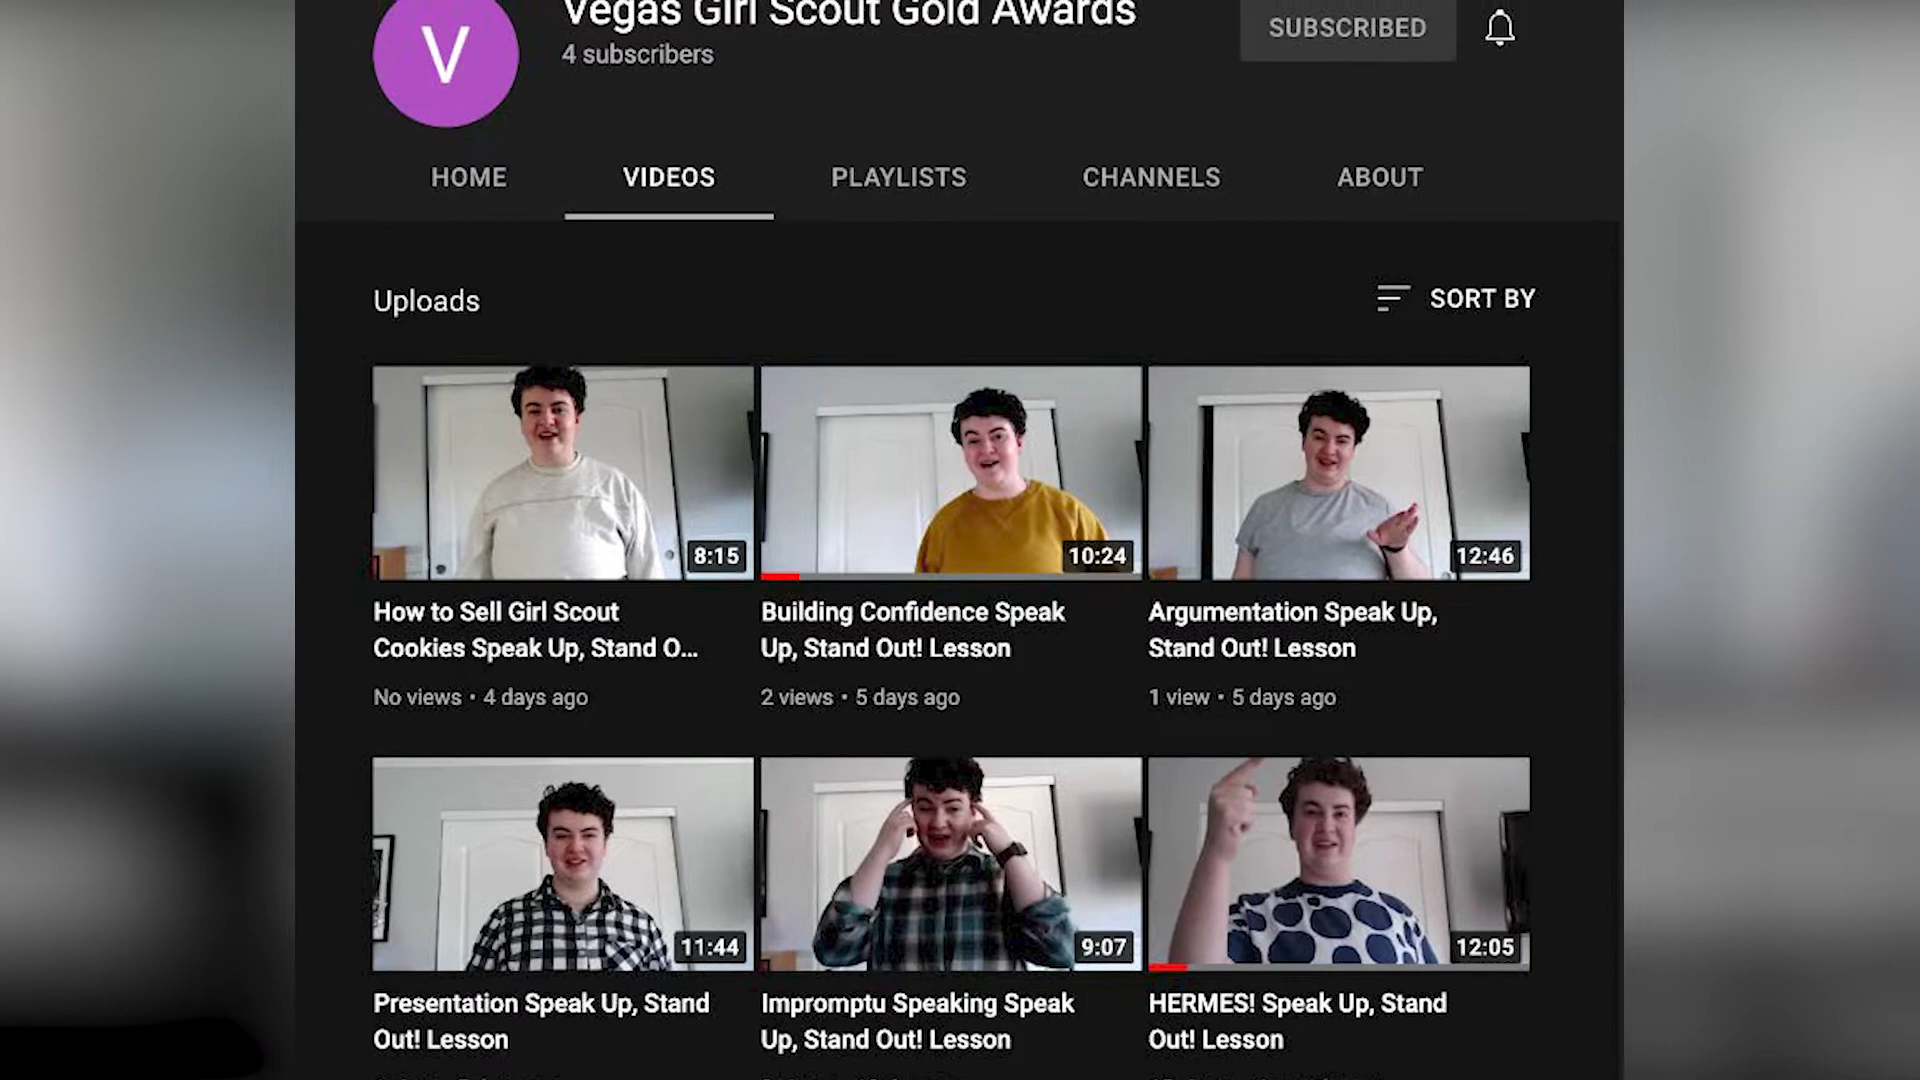 Vegas Girl Scout Gold Awards
4 subscribers
SUBSCRIBED
V
HOME
VIDEOS
PLAYLISTS
CHANNELS
ABOUT
Uploads
SORT BY
8:15
10:24
12:46
How to Sell Girl Scout
Cookies Speak Up, Stand O...
No views • 4 days ago
Building Confidence Speak
Up, Stand Out! Lesson
2 views • 5 days ago
Argumentation Speak Up,
Stand Out! Lesson
1 view • 5 days ago
11:44
9:07
12:05
Presentation Speak Up, Stand
Out! Lesson
Impromptu Speaking Speak
Up, Stand Out! Lesson
HERMES! Speak Up, Stand
Out! Lesson